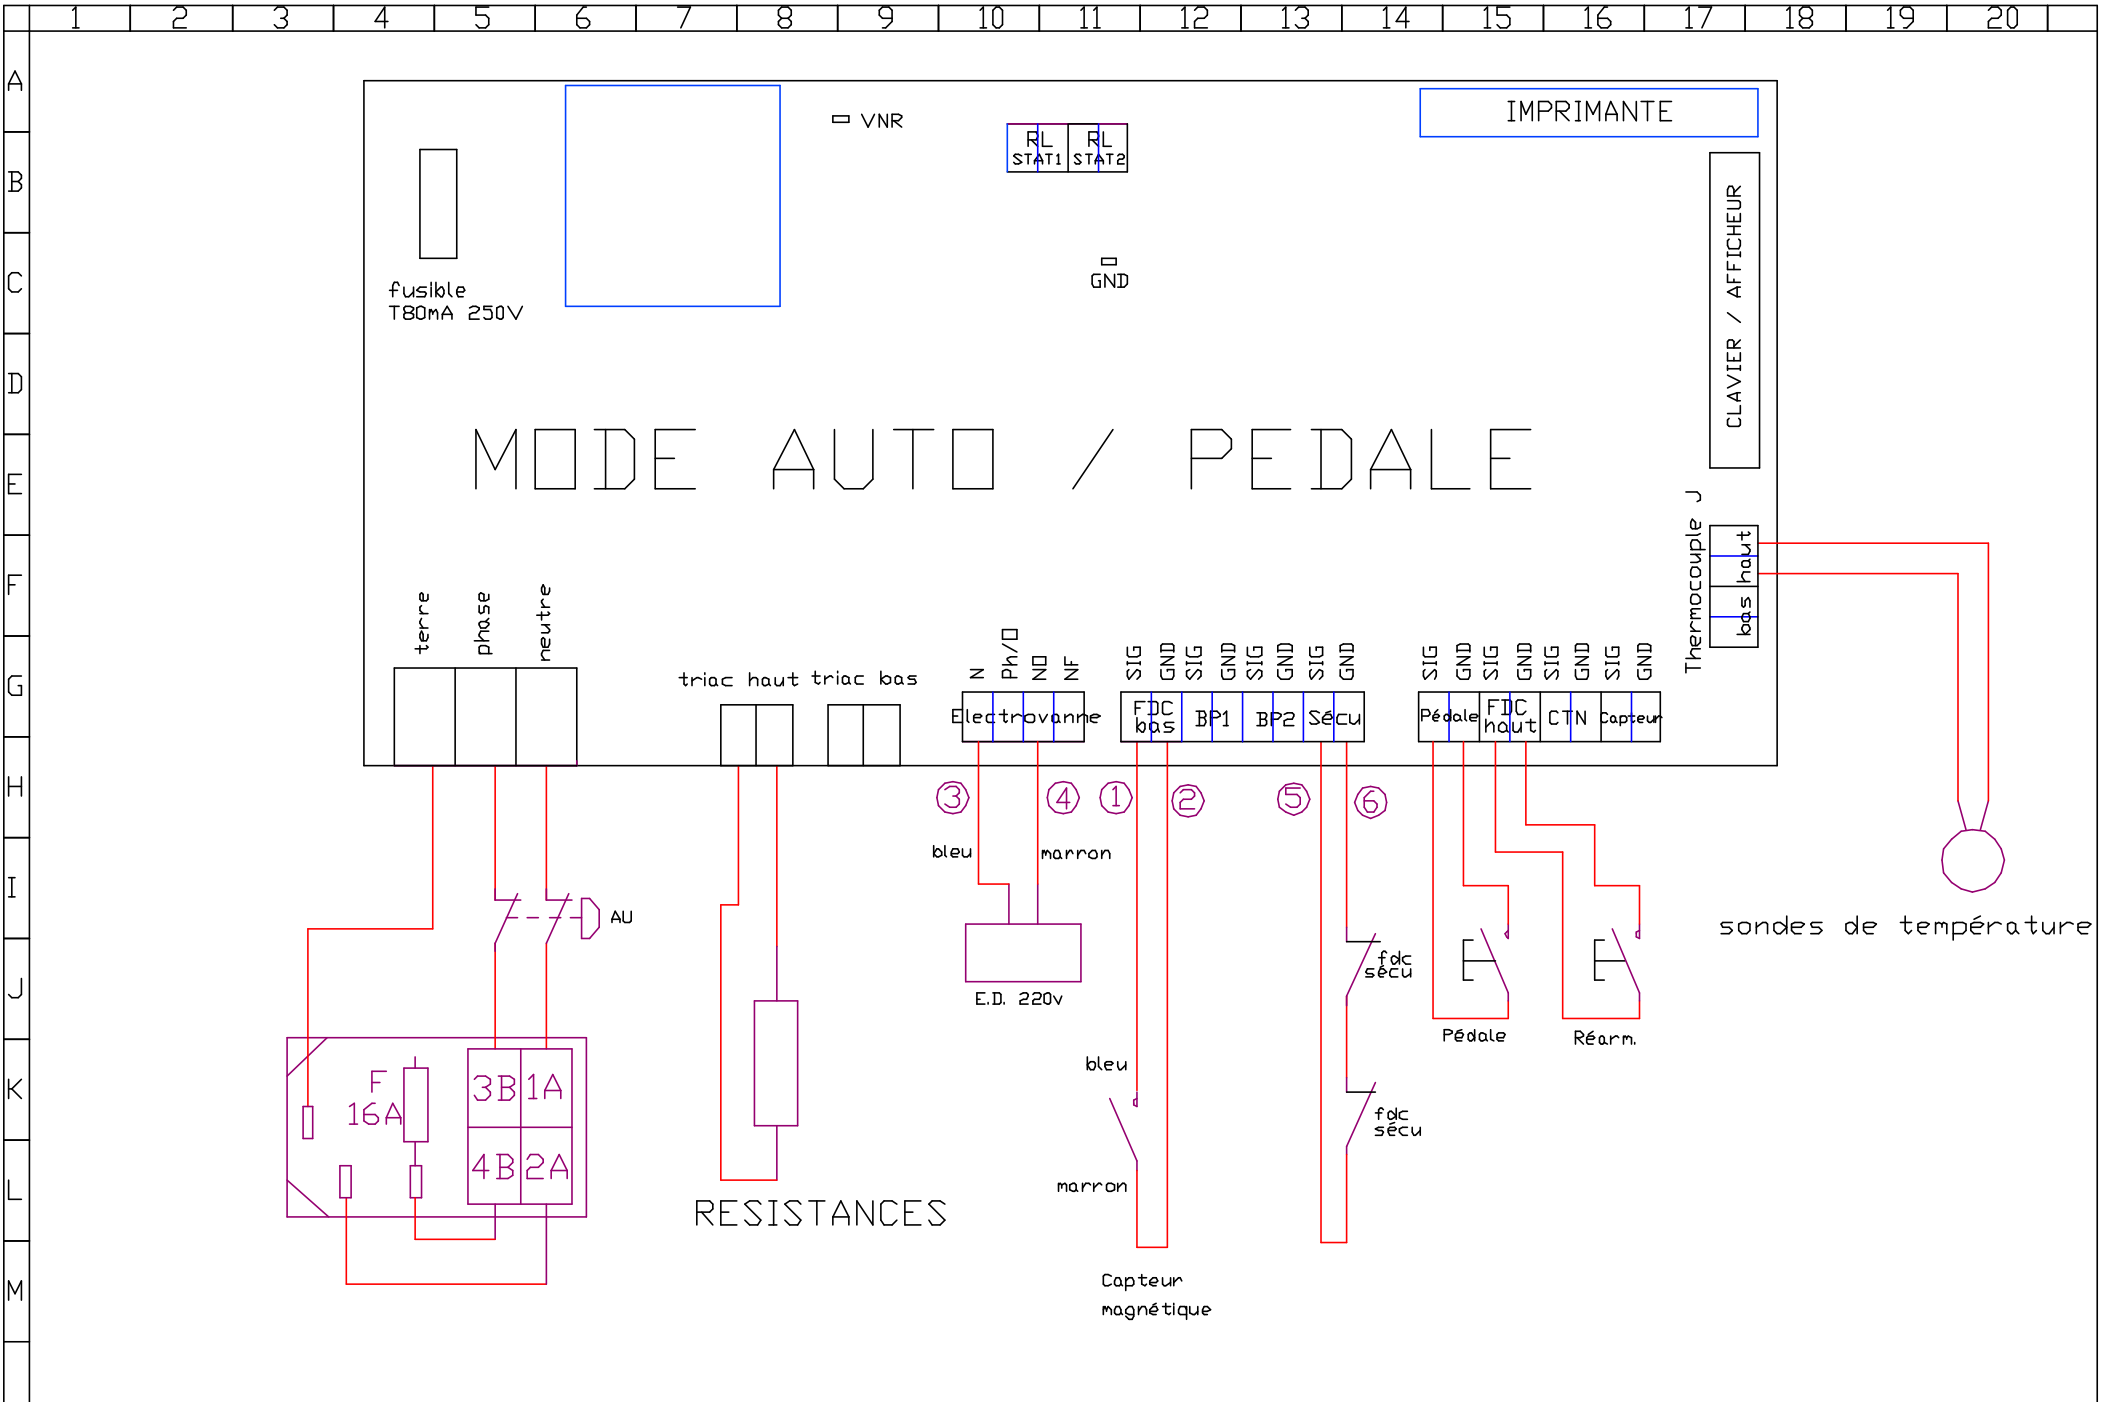 1 2 3 4 5 6 7 8 9 10 11 12 13 14 15 16 17 18 19 20
A
B
C
D
E
F
G
H
I
J
K
L
M
IMPRIMANTE
VNR
RL RL
STAT1 STAT2
CLAVIER / AFFICHEUR
GND
fusible
T80mA 250V
MODE AUTO / PEDALE
Thermocouple J
haut
bas
terre
phase
neutre
triac haut triac bas
N
Ph/O
NO
NF
SIG
GND
SIG
GND
SIG
GND
SIG
GND
SIG
GND
SIG
GND
SIG
GND
SIG
GND
Electrovanne
FDC
bas
BP1
BP2
Sécu
Pédale
FDC
haut
CTN
Capteur
3
4
1
2
5
6
bleu
marron
AU
sondes de température
fdc
sécu
E.D. 220v
Pédale
Réarm.
bleu
F
16A
3B 1A
4B 2A
fdc
sécu
marron
RESISTANCES
Capteur
magnétique